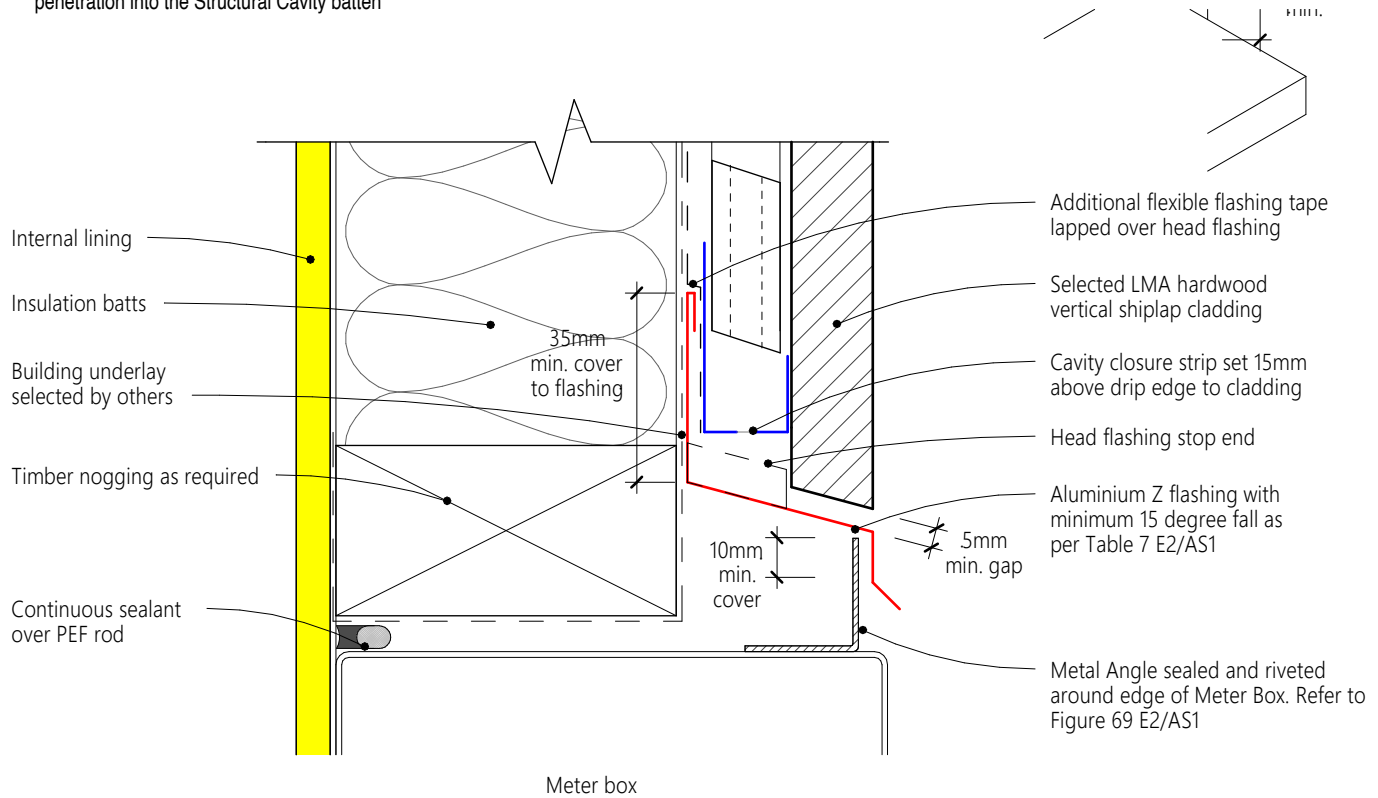 penetration into the Structural Cavity batten
min.
Internal lining
Insulation batts
Building underlay
selected by others
Timber nogging as required
Continuous sealant
over PEF rod
35mm
min. cover
to flashing
10mm
min.
cover
5mm
min. gap
Additional flexible flashing tape
lapped over head flashing
Selected LMA hardwood
vertical shiplap cladding
Cavity closure strip set 15mm
above drip edge to cladding
Head flashing stop end
Aluminium Z flashing with
minimum 15 degree fall as
per Table 7 E2/AS1
Metal Angle sealed and riveted
around edge of Meter Box. Refer to
Figure 69 E2/AS1
Meter box